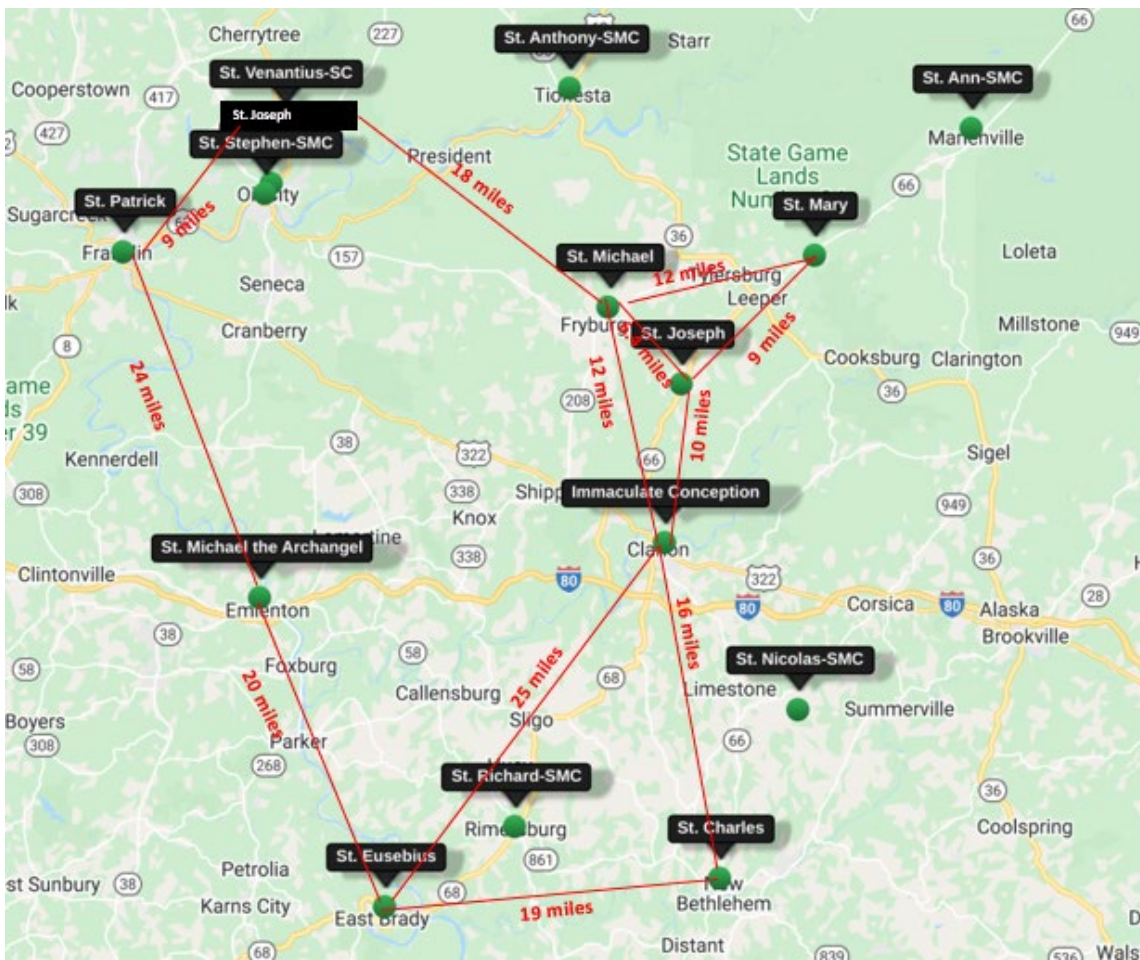 66
Cherrytree
227
St. Anthony-SMC
Starr
St. Venantius-SC
St. Ann-SMC
Cooperstown
417
Tionesta
St. Joseph
427
St. Stephen-SMC
Marienville
President
State Game
Lands
18 miles
66
St. Patrick
St. Mary
Sugarcreek
9 miles
36
St. Michael
Loleta
157
12 miles
Seneca
Leeper
Fryburg
St. Joseph
Millstone
949
Cranberry
9 miles
8
Cooksburg
Clarington
24 miles
12 miles
208
36
10 miles
38
322
66
Sigel
Kennerdell
308
338
Immaculate Conception
949
Knox
St. Michael the Archangel
338
Clarion
36
Clintonville
80
322
28
Emlenton
80
Corsica
80
Alaska
38
16 miles
Brookville
58
58
St. Nicolas-SMC
Foxburg
68
Limestone
20 miles
Callensburg
25 miles
Summerville
Boyers
Sligo
308
Parker
66
268
St. Richard-SMC
36
St. Charles
Rimersburg
Coolspring
St. Eusebius
861
Petrolia
38
68
New
Bethlehem
Karns City
East Brady
19 miles
Distant
68
839
536